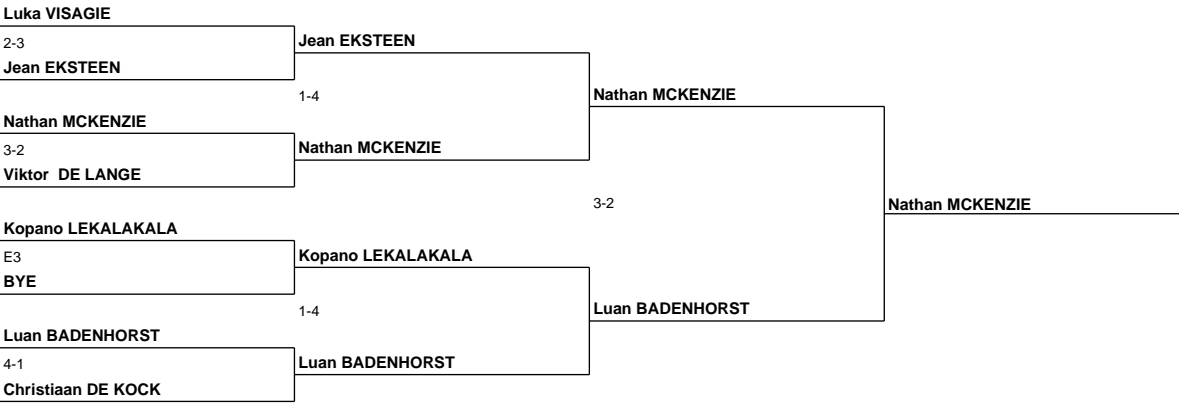 Luka VISAGIE
2-3
Jean EKSTEEN
Jean EKSTEEN
1-4
Nathan MCKENZIE
Nathan MCKENZIE
3-2
Nathan MCKENZIE
Viktor  DE LANGE
3-2
Nathan MCKENZIE
Kopano LEKALAKALA
E3
Kopano LEKALAKALA
BYE
1-4
Luan BADENHORST
Luan BADENHORST
4-1
Luan BADENHORST
Christiaan DE KOCK